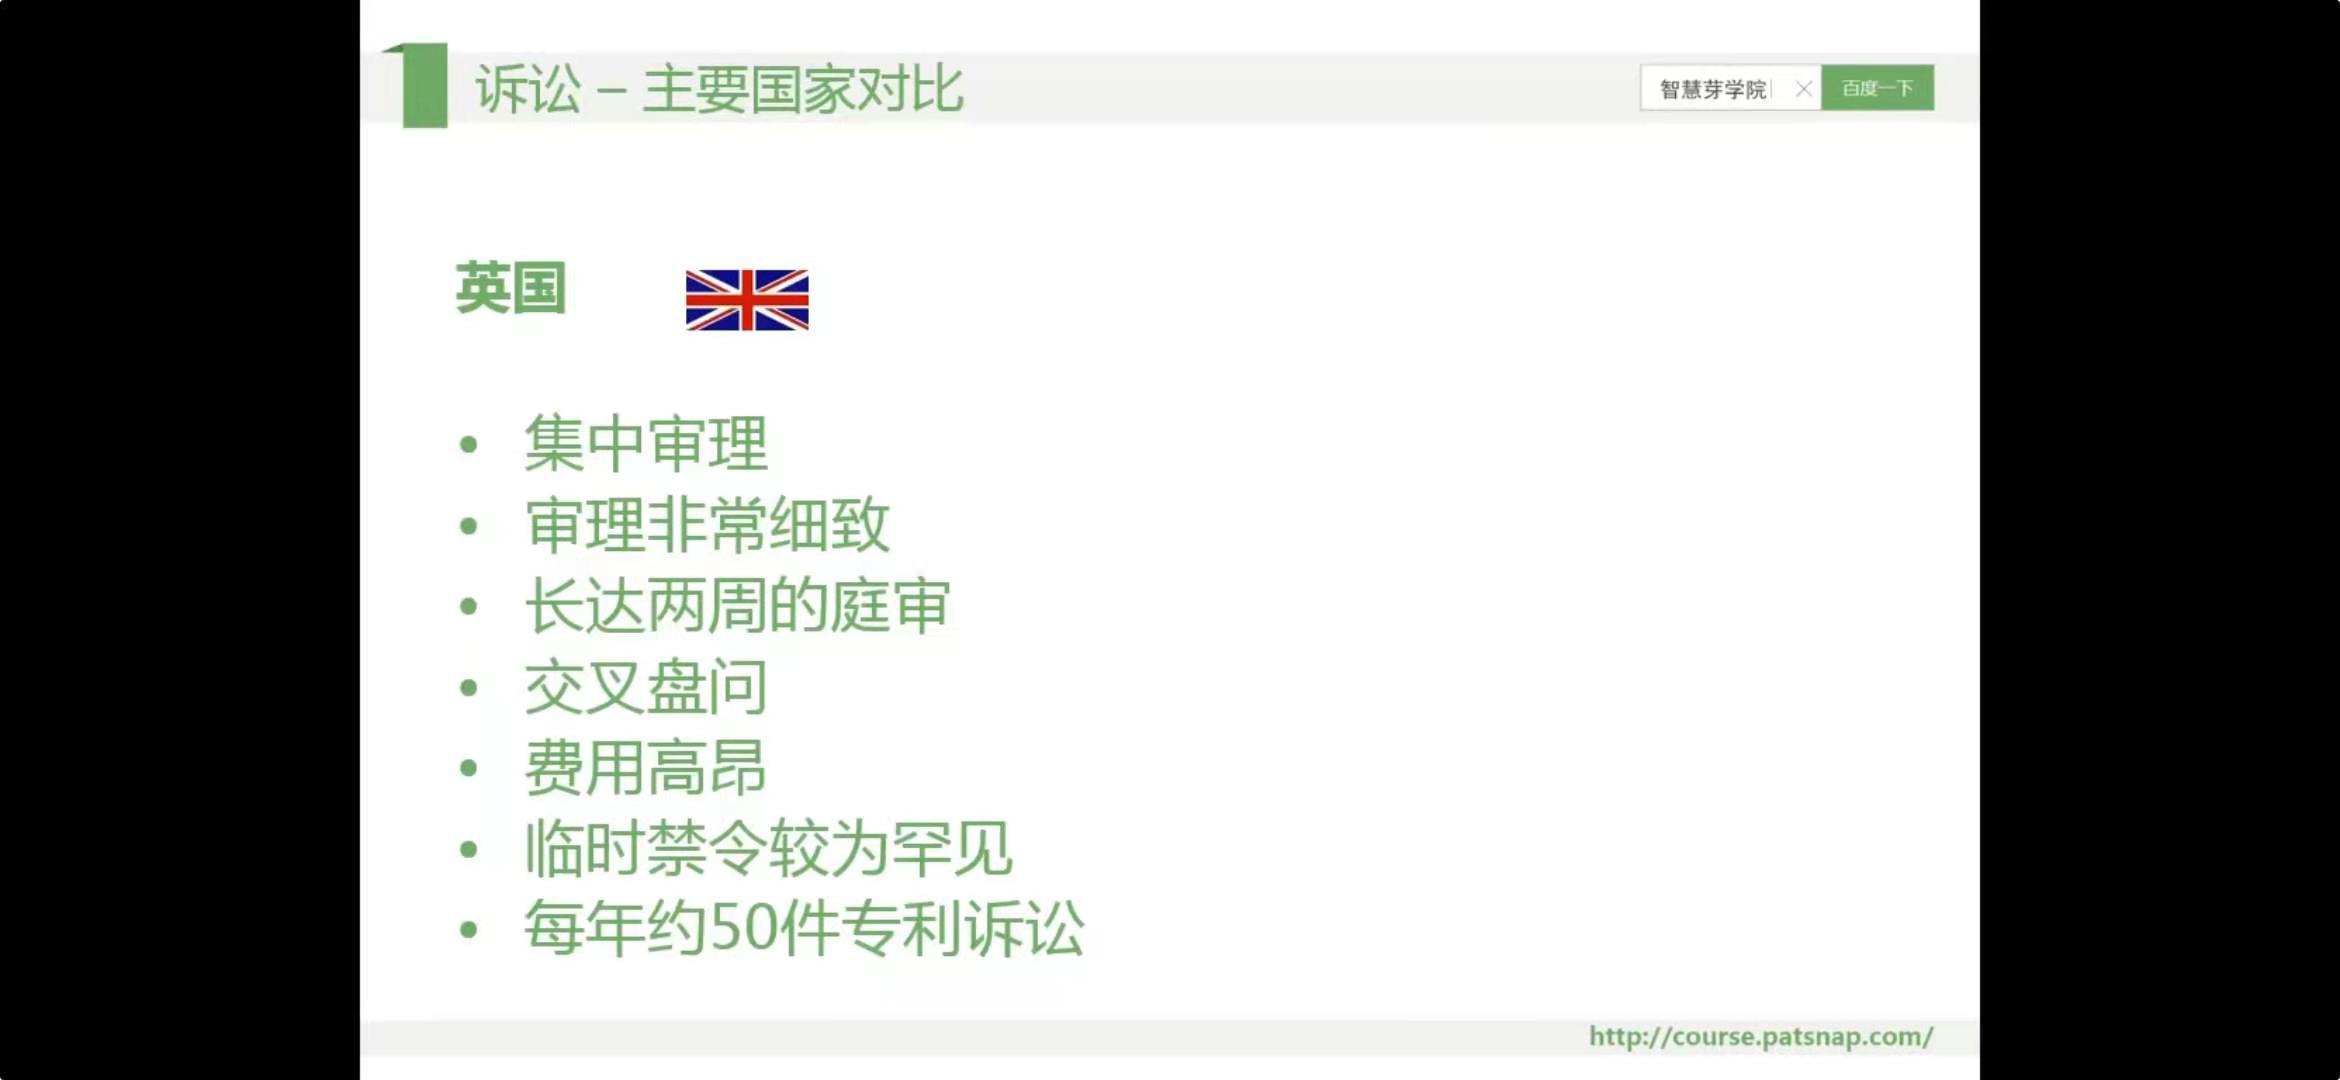 诉讼 – 主要国家对比
智慧芽学院
百度一下
英国
• 集中审理
• 审理非常细致
• 长达两周的庭审
• 交叉盘问
• 费用高昂
• 临时禁令较为罕见
• 每年约50件专利诉讼
http://course.patsnap.com/